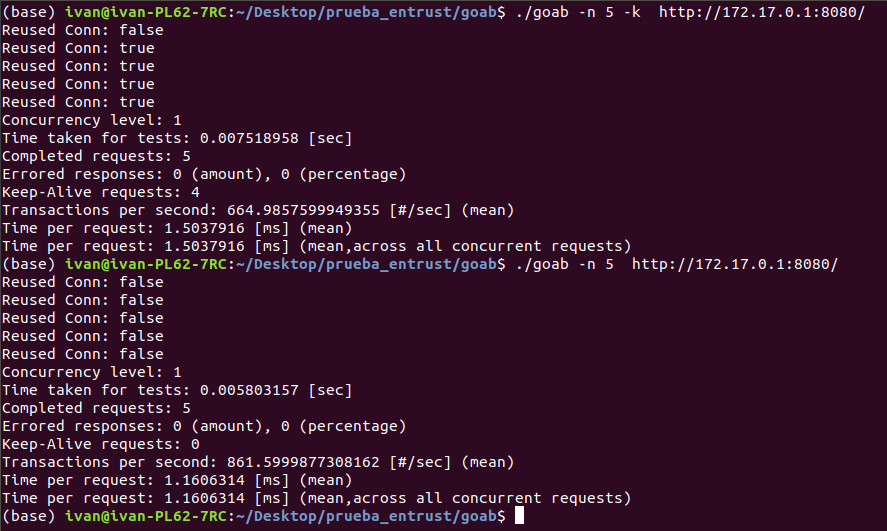 (base) ivan@ivan-PL62-7RC:~/Desktop/prueba_entrust/goab$ ./goab -n 5 -k  http://172.17.0.1:8080/
Reused Conn: false
Reused Conn: true
Reused Conn: true
Reused Conn: true
Reused Conn: true
Concurrency level: 1
Time taken for tests: 0.007518958 [sec]
Completed requests: 5
Errored responses: 0 (amount), 0 (percentage)
Keep-Alive requests: 4
Transactions per second: 664.9857599949355 [#/sec] (mean)
Time per request: 1.5037916 [ms] (mean)
Time per request: 1.5037916 [ms] (mean,across all concurrent requests)
(base) ivan@ivan-PL62-7RC:~/Desktop/prueba_entrust/goab$ ./goab -n 5  http://172.17.0.1:8080/
Reused Conn: false
Reused Conn: false
Reused Conn: false
Reused Conn: false
Reused Conn: false
Concurrency level: 1
Time taken for tests: 0.005803157 [sec]
Completed requests: 5
Errored responses: 0 (amount), 0 (percentage)
Keep-Alive requests: 0
Transactions per second: 861.5999877308162 [#/sec] (mean)
Time per request: 1.1606314 [ms] (mean)
Time per request: 1.1606314 [ms] (mean,across all concurrent requests)
(base) ivan@ivan-PL62-7RC:~/Desktop/prueba_entrust/goab$